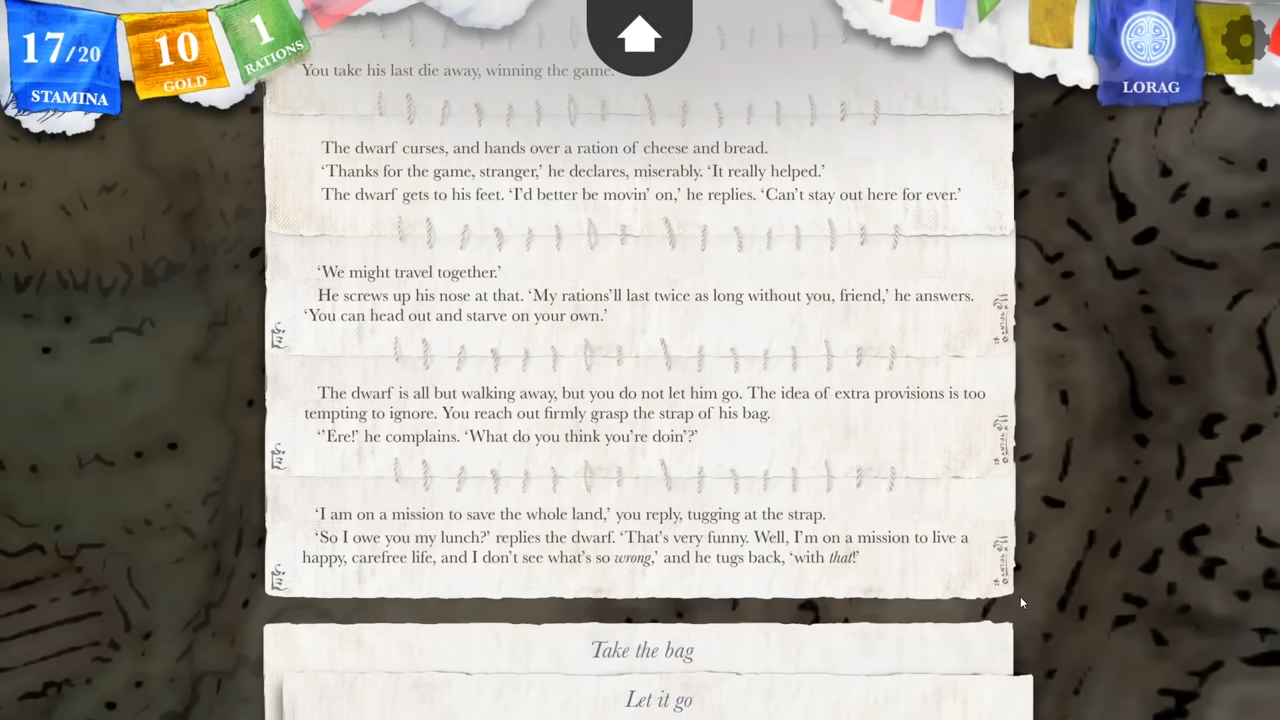 17/20
STAMINA
10
GOLD
1
RATIONS
LORAG
You take his last die away, winning the game.
The dwarf curses, and hands over a ration of cheese and bread.
‘Thanks for the game, stranger,’ he declares, miserably. ‘It really helped.’
The dwarf gets to his feet. ‘I’d better be movin’ on,’ he replies. ‘Can’t stay out here for ever.’
‘We might travel together.’
He screws up his nose at that. ‘My rations’ll last twice as long without you, friend,’ he answers.
‘You can head out and starve on your own.’
The dwarf is all but walking away, but you do not let him go. The idea of extra provisions is too
tempting to ignore. You reach out firmly grasp the strap of his bag.
‘’Ere!’ he complains. ‘What do you think you’re doin’?’
‘I am on a mission to save the whole land,’ you reply, tugging at the strap.
‘So I owe you my lunch?’ replies the dwarf. ‘That’s very funny. Well, I’m on a mission to live a
happy, carefree life, and I don’t see what’s so wrong,’ and he tugs back, ‘with that!’
Take the bag
Let it go